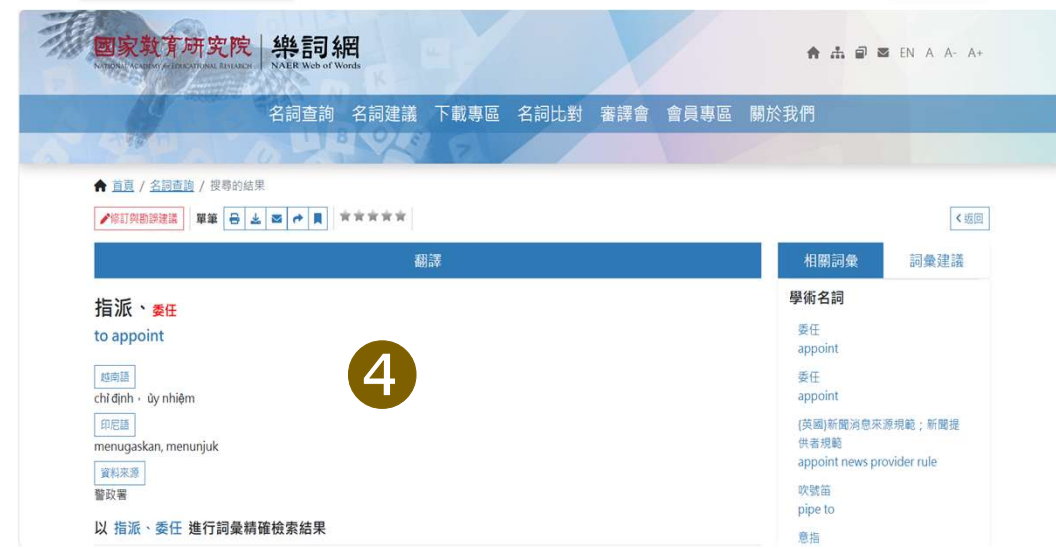 國家教育研究院 樂詞網
NATIONAL ACADEMY for EDUCATIONAL RESEARCH NAER Web of Words
EN A A- A+
名詞查詢 名詞建議 下載專區 名詞比對 審譯會 會員專區 關於我們
首頁 / 名詞查詢 / 搜尋的結果
修訂與勘誤建議 單筆 返回
翻譯 相關詞彙 詞彙建議
指派、委任
to appoint
越南語
chỉ định, ủy nhiệm
印尼語
menugaskan, menunjuk
資料來源
警政署
以 指派、委任 進行詞彙精確檢索結果
4
學術名詞
委任
appoint
委任
appoint
(英國)新聞消息來源規範；新聞提
供者規範
appoint news provider rule
吹號笛
pipe to
意指